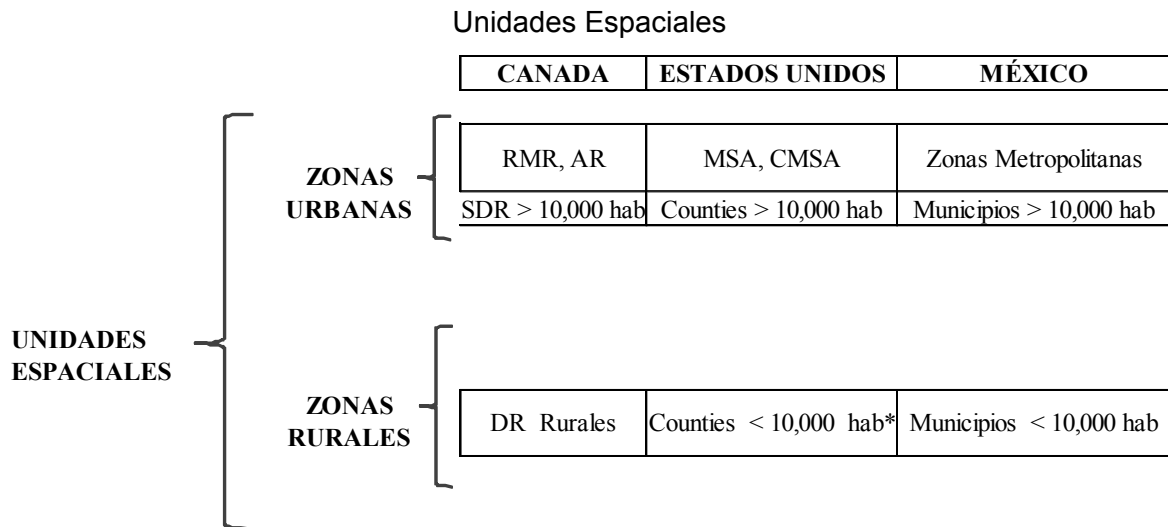 Unidades Espaciales
CANADA ESTADOS UNIDOS MÉXICO
ZONAS URBANAS
RMR, AR MSA, CMSA Zonas Metropolitanas
SDR > 10,000 hab Counties > 10,000 hab Municipios > 10,000 hab
UNIDADES
ESPACIALES
ZONAS
RURALES
DR Rurales Counties < 10,000 hab* Municipios < 10,000 hab